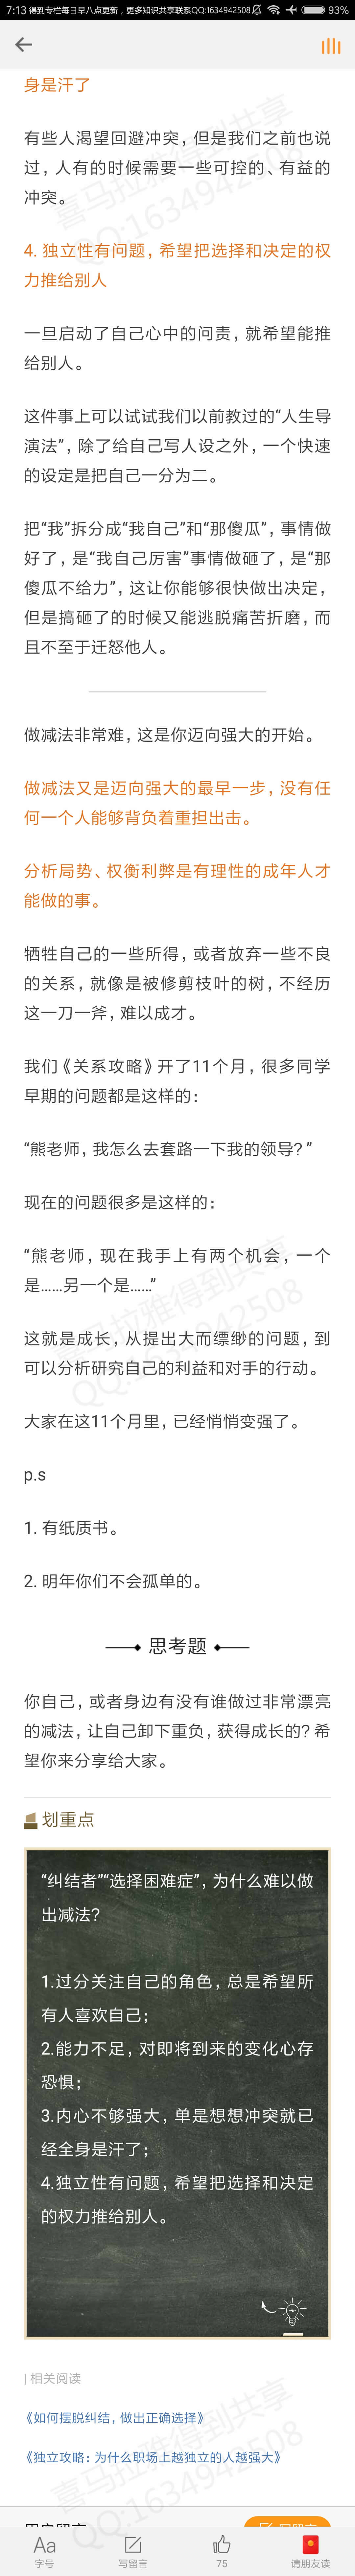 7:13 得到专栏每日早八点更新，更多知识共享联系QQ:1634942508 93%
身是汗了
有些人渴望回避冲突，但是我们之前也说
过，人有的时候需要一些可控的、有益的
冲突。
4. 独立性有问题，希望把选择和决定的权
力推给别人
一旦启动了自己心中的问责，就希望能推
给别人。
这件事上可以试试我们以前教过的“人生导
演法”，除了给自己写人设之外，一个快速
的设定是把自己一分为二。
把“我”拆分成“我自己”和“那傻瓜”，事情做
好了，是“我自己厉害”事情做砸了，是“那
傻瓜不给力”，这让你能够很快做出决定，
但是搞砸了的时候又能逃脱痛苦折磨，而
且不至于迁怒他人。
做减法非常难，这是你迈向强大的开始。
做减法又是迈向强大的最早一步，没有任
何一个人能够背负着重担出击。
分析局势、权衡利弊是有理性的成年人才
能做的事。
牺牲自己的一些所得，或者放弃一些不良
的关系，就像是被修剪枝叶的树，不经历
这一刀一斧，难以成才。
我们《关系攻略》开了11个月，很多同学
早期的问题都是这样的：
“熊老师，我怎么去套路一下我的领导？”
现在的问题很多是这样的：
“熊老师，现在我手上有两个机会，一个
是……另一个是……”
这就是成长，从提出大而缥缈的问题，到
可以分析研究自己的利益和对手的行动。
大家在这11个月里，已经悄悄变强了。
p.s
1. 有纸质书。
2. 明年你们不会孤单的。
思考题
你自己，或者身边有没有谁做过非常漂亮
的减法，让自己卸下重负，获得成长的？希
望你来分享给大家。
划重点
“纠结者”“选择困难症”，为什么难以做
出减法？
1.过分关注自己的角色，总是希望所
有人喜欢自己；
2.能力不足，对即将到来的变化心存
恐惧；
3.内心不够强大，单是想想冲突就已
经全身是汗了；
4.独立性有问题，希望把选择和决定
的权力推给别人。
| 相关阅读
《如何摆脱纠结，做出正确选择》
《独立攻略：为什么职场上越独立的人越强大》
用户留言 写留言
Aa 75
字号 写留言 请朋友读
喜马拉雅得到共享
QQ:1634942508
喜马拉雅得到共享
QQ:1634942508
喜马拉雅得到共享
QQ:1634942508